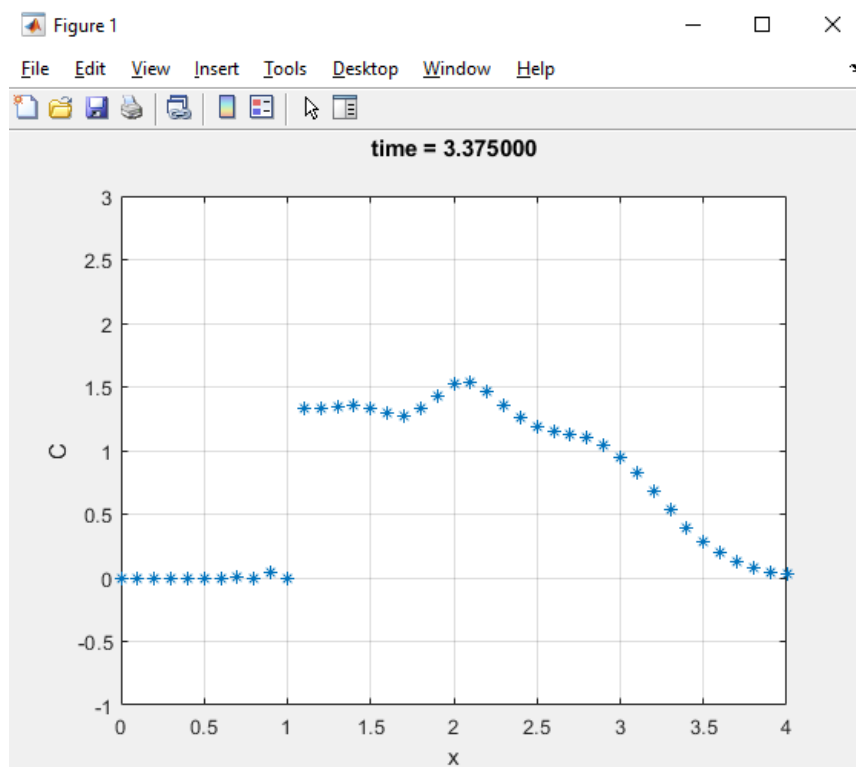 Figure 1
File Edit View Insert Tools Desktop Window Help
time = 3.375000
3
2.5
2
1.5
1
0.5
0
-0.5
-1
C
0 0.5 1 1.5 2 2.5 3 3.5 4
x